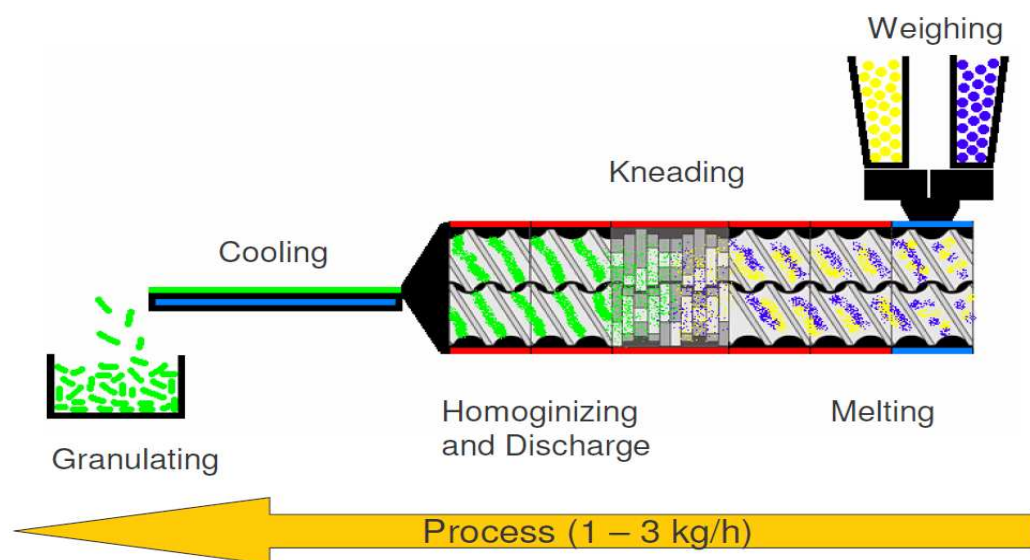 Weighing
Kneading
Cooling
Homoginizing
and Discharge
Melting
Granulating
Process (1 – 3 kg/h)